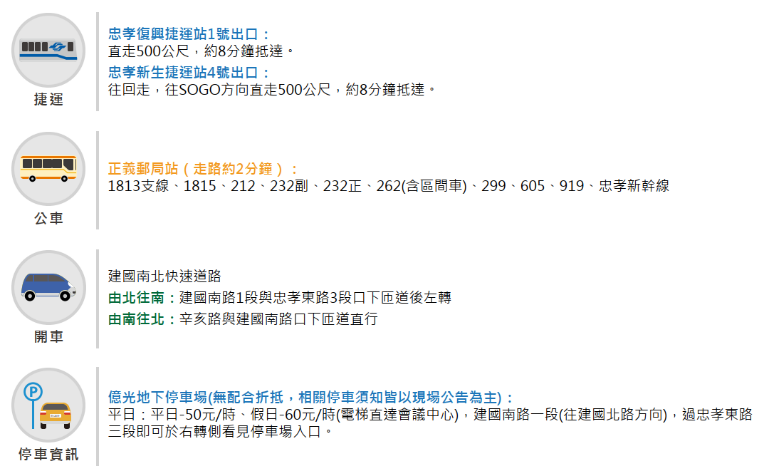 忠孝復興捷運站1號出口：
直走500公尺，約8分鐘抵達。
忠孝新生捷運站4號出口：
往回走，往SOGO方向直走500公尺，約8分鐘抵達。
捷運
正義郵局站（走路約2分鐘）：
1813支線、1815、212、232副、232正、262(含區間車)、299、605、919、忠孝新幹線
公車
建國南北快速道路
由北往南：建國南路1段與忠孝東路3段口下匝道後左轉
由南往北：辛亥路與建國南路口下匝道直行
開車
P
億光地下停車場(無配合折抵，相關停車須知皆以現場公告為主)：
平日：平日-50元/時、假日-60元/時(電梯直達會議中心)，建國南路一段(往建國北路方向)，過忠孝東路
三段即可於右轉側看見停車場入口。
停車資訊